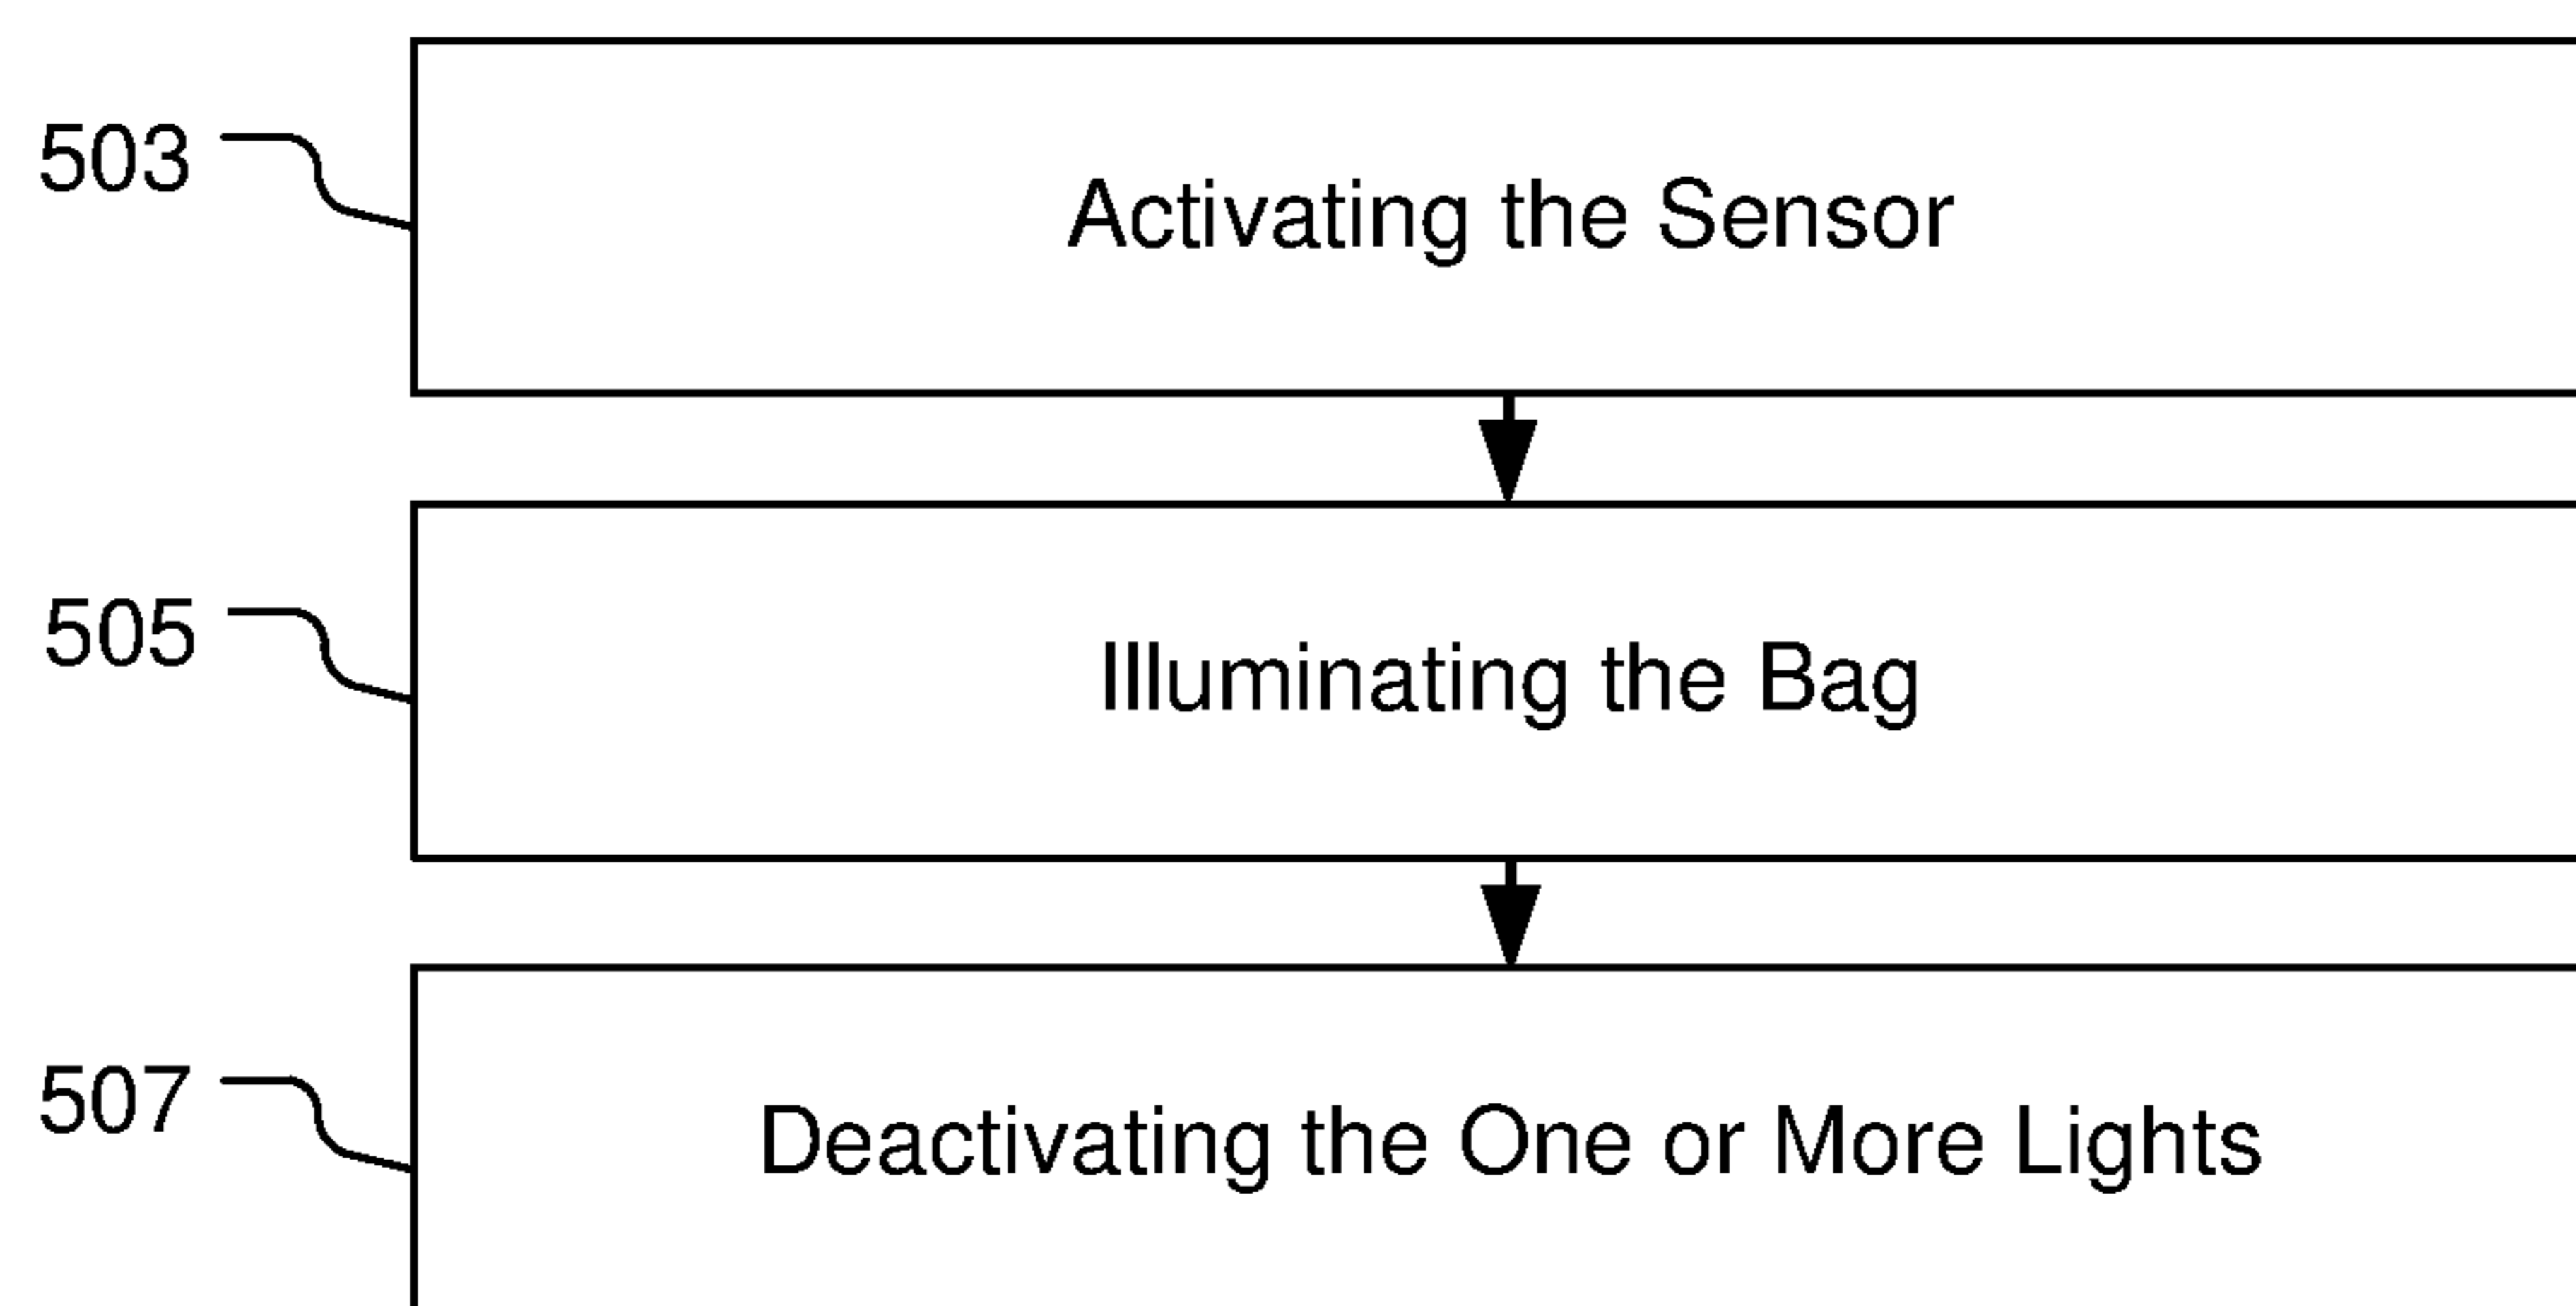 503
Activating the Sensor
505
Illuminating the Bag
507
Deactivating the One or More Lights